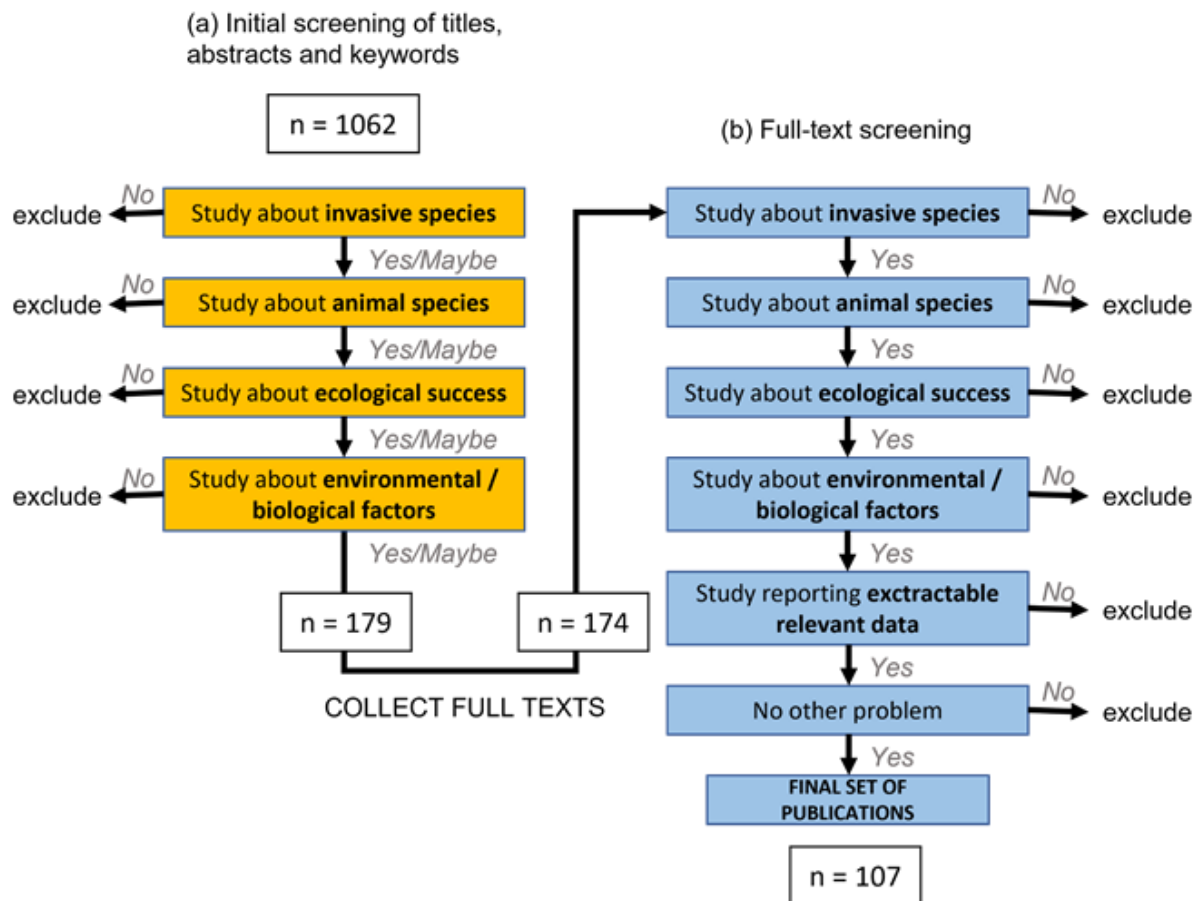 (a) Initial screening of titles,
abstracts and keywords
n = 1062
No
exclude
Study about invasive species
Yes/Maybe
No
exclude
Study about animal species
Yes/Maybe
No
exclude
Study about ecological success
Yes/Maybe
No
exclude
Study about environmental /
biological factors
Yes/Maybe
n = 179
n = 174
COLLECT FULL TEXTS
(b) Full-text screening
Study about invasive species
No
exclude
Yes
Study about animal species
No
exclude
Yes
Study about ecological success
No
exclude
Yes
Study about environmental /
biological factors
No
exclude
Yes
Study reporting exctractable
relevant data
No
exclude
Yes
No other problem
No
exclude
Yes
FINAL SET OF
PUBLICATIONS
n = 107